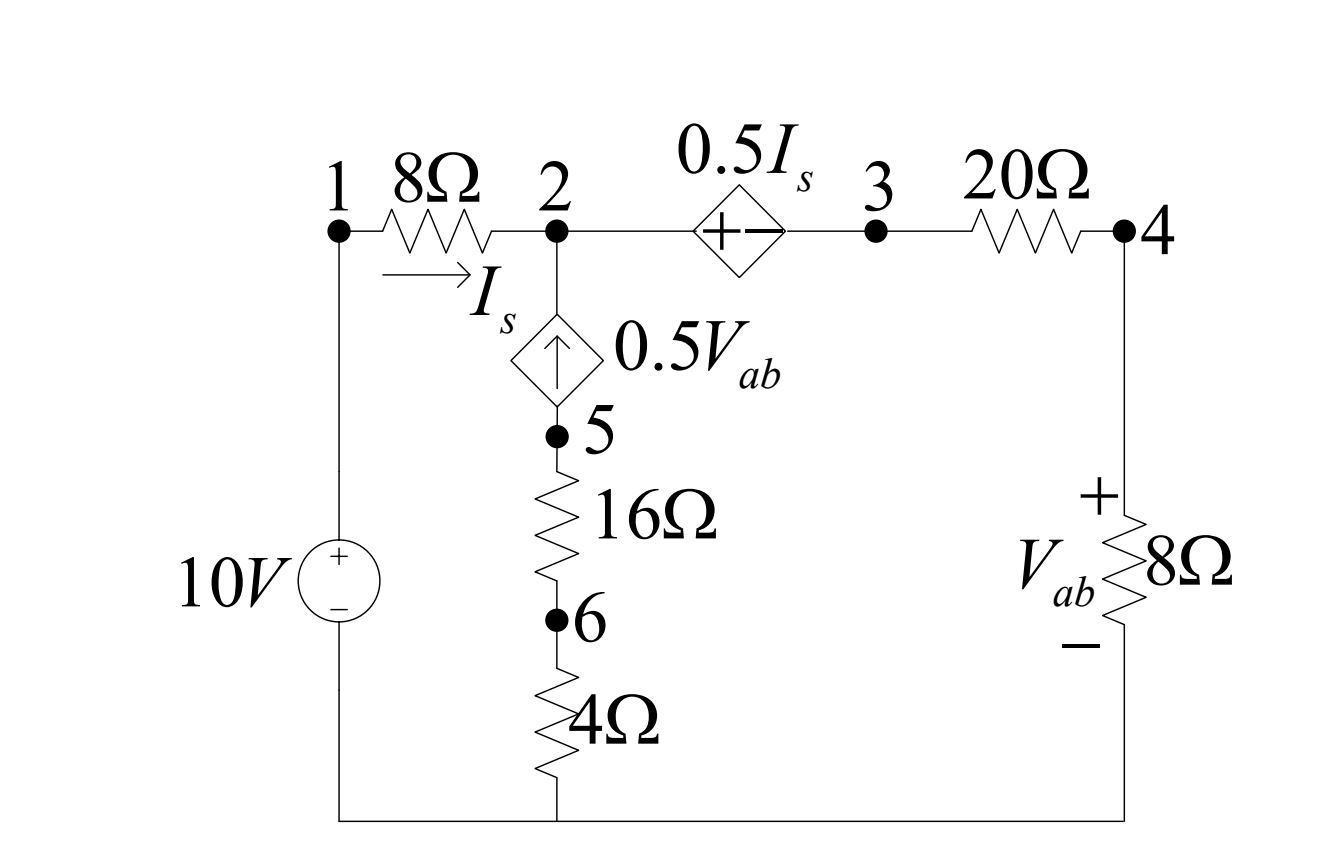 0.5I_s
1 8Ω 2 + − 3 20Ω 4
I_s
0.5V_ab
5
16Ω
10V + −
6
4Ω
+
V_ab 8Ω
−